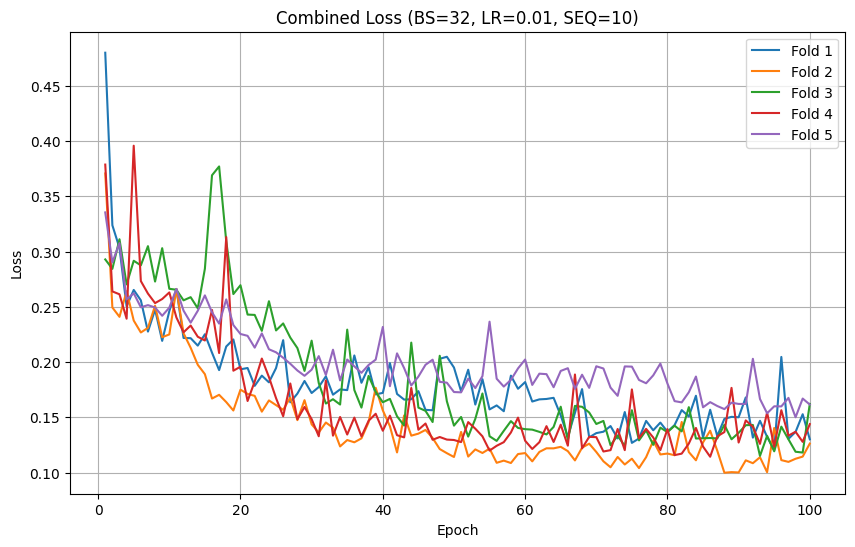 Combined Loss (BS=32, LR=0.01, SEQ=10)
Loss
0.45
0.40
0.35
0.30
0.25
0.20
0.15
0.10
0
20
40
60
80
100
Epoch
Fold 1
Fold 2
Fold 3
Fold 4
Fold 5